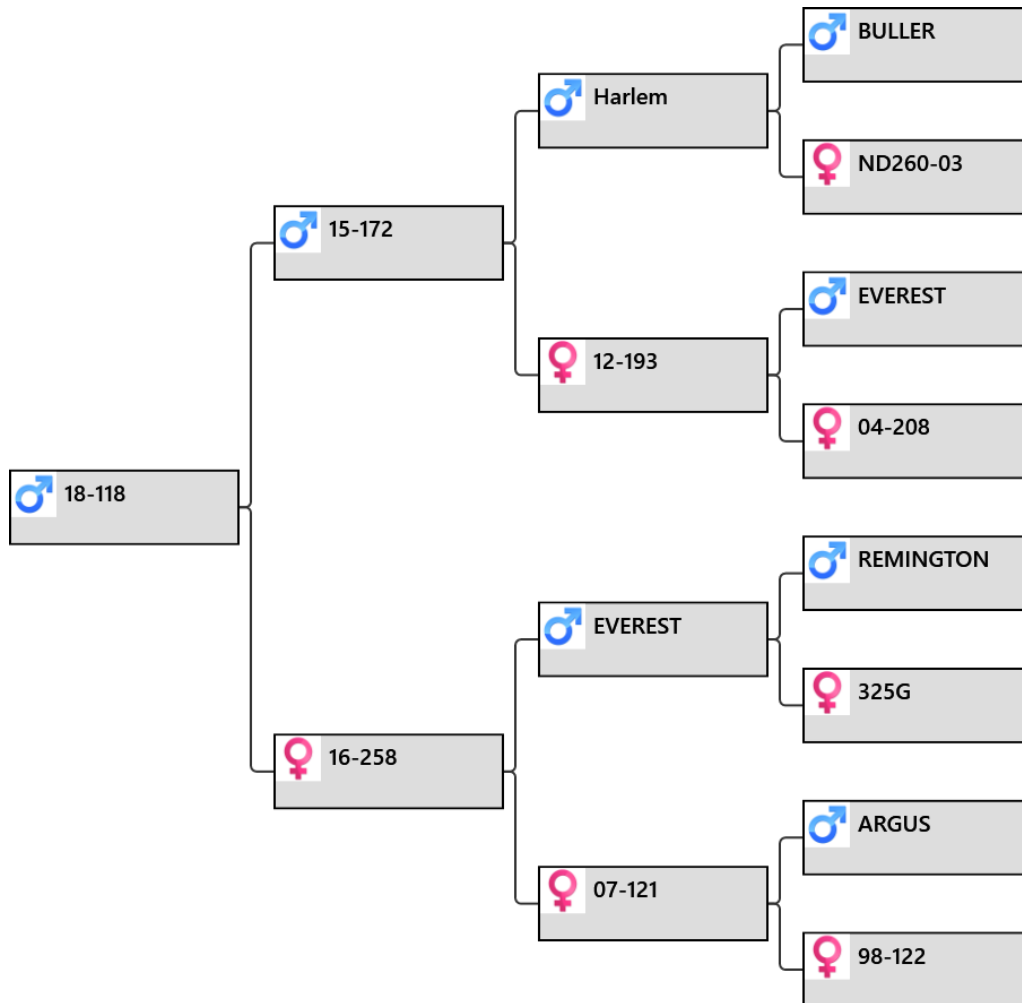 BULLER
Harlem
ND260-03
15-172
EVEREST
12-193
04-208
18-118
REMINGTON
EVEREST
325G
16-258
ARGUS
07-121
98-122